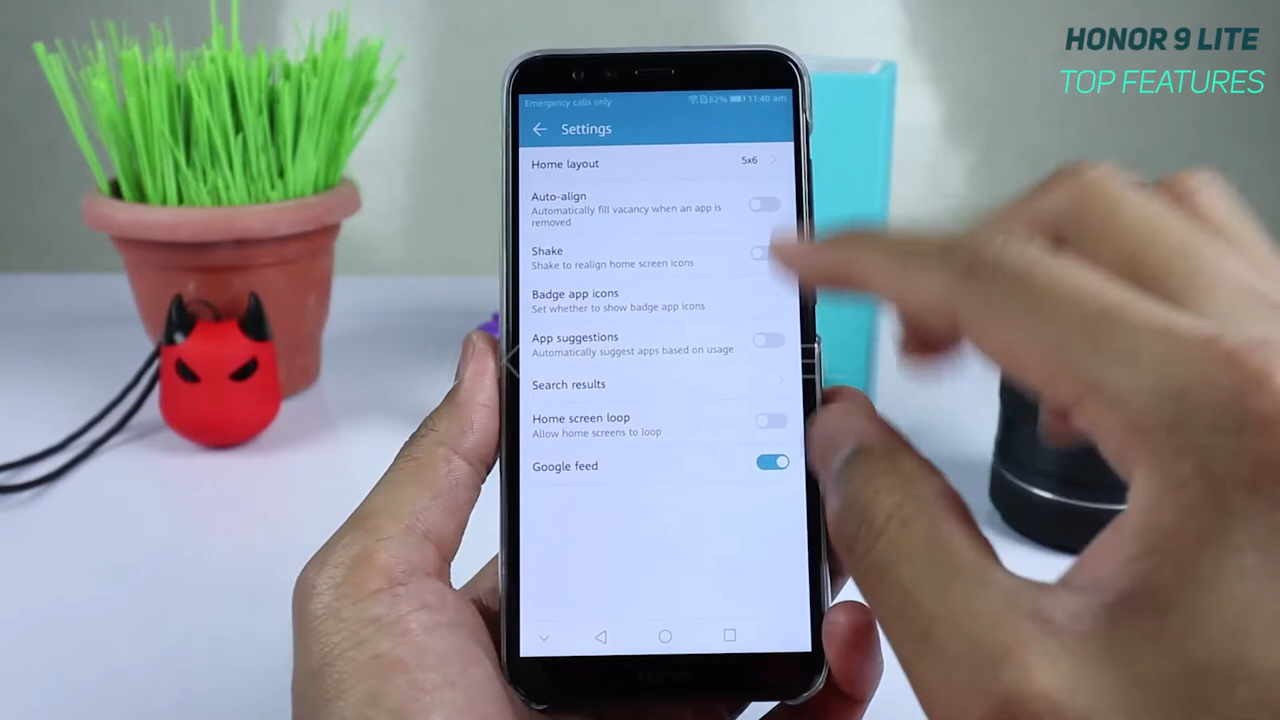 HONOR 9 LITE
TOP FEATURES
Emergency calls only
82%
11:40 am
Settings
Home layout
5x6
Auto-align
Automatically fill vacancy when an app is
removed
Shake
Shake to realign home screen icons
Badge app icons
Set whether to show badge app icons
App suggestions
Automatically suggest apps based on usage
Search results
Home screen loop
Allow home screens to loop
Google feed